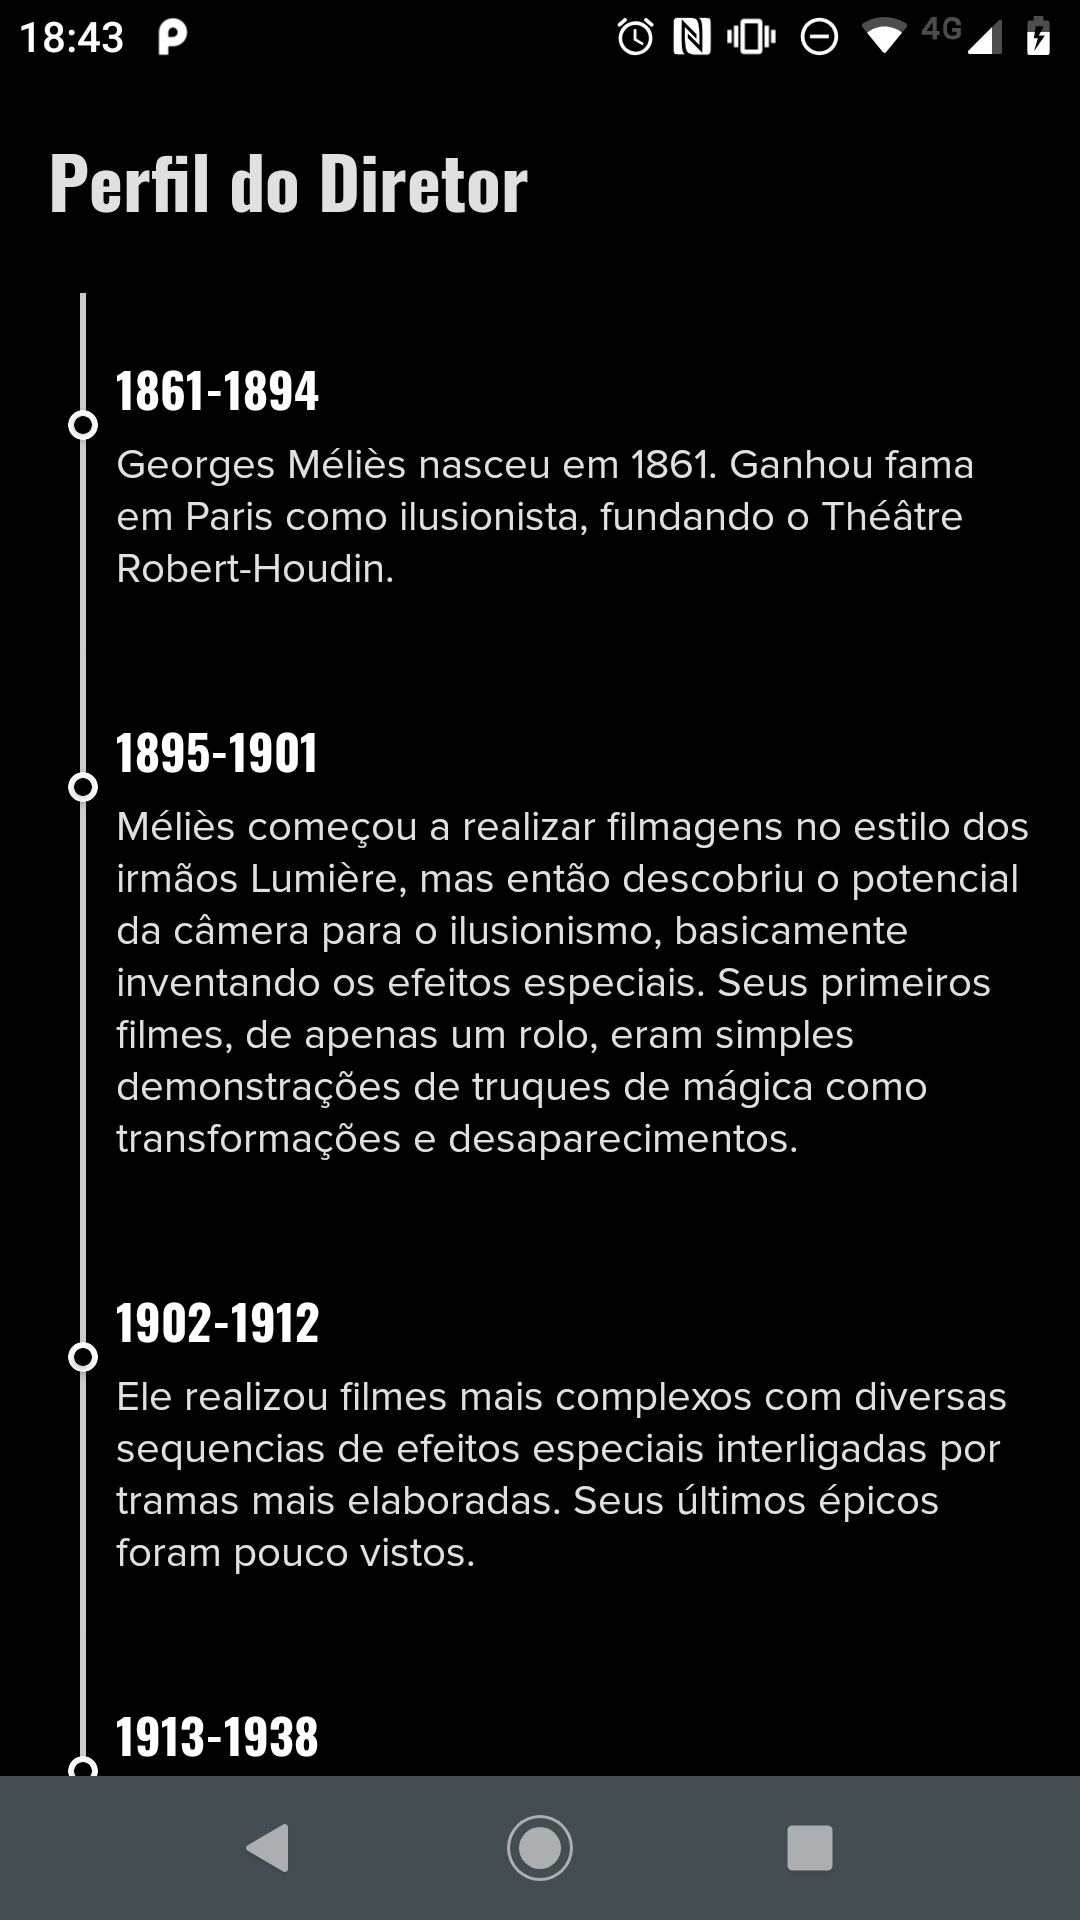 18:43
4G
Perfil do Diretor
1861-1894
Georges Méliès nasceu em 1861. Ganhou fama
em Paris como ilusionista, fundando o Théâtre
Robert-Houdin.
1895-1901
Méliès começou a realizar filmagens no estilo dos
irmãos Lumière, mas então descobriu o potencial
da câmera para o ilusionismo, basicamente
inventando os efeitos especiais. Seus primeiros
filmes, de apenas um rolo, eram simples
demonstrações de truques de mágica como
transformações e desaparecimentos.
1902-1912
Ele realizou filmes mais complexos com diversas
sequencias de efeitos especiais interligadas por
tramas mais elaboradas. Seus últimos épicos
foram pouco vistos.
1913-1938